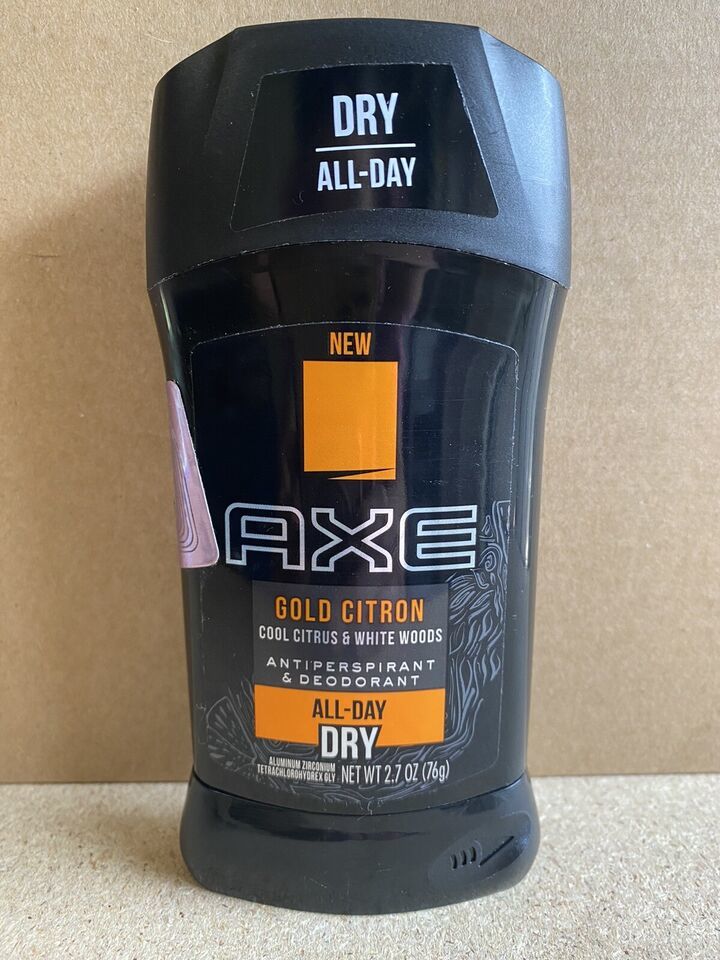 DRY
ALL-DAY
NEW
AXE
GOLD CITRON
COOL CITRUS & WHITE WOODS
ANTIPERSPIRANT
& DEODORANT
ALL-DAY
DRY
ALUMINUM ZIRCONIUM
TETRACHLOROHYDREX GLY
NET WT 2.7 OZ (76g)